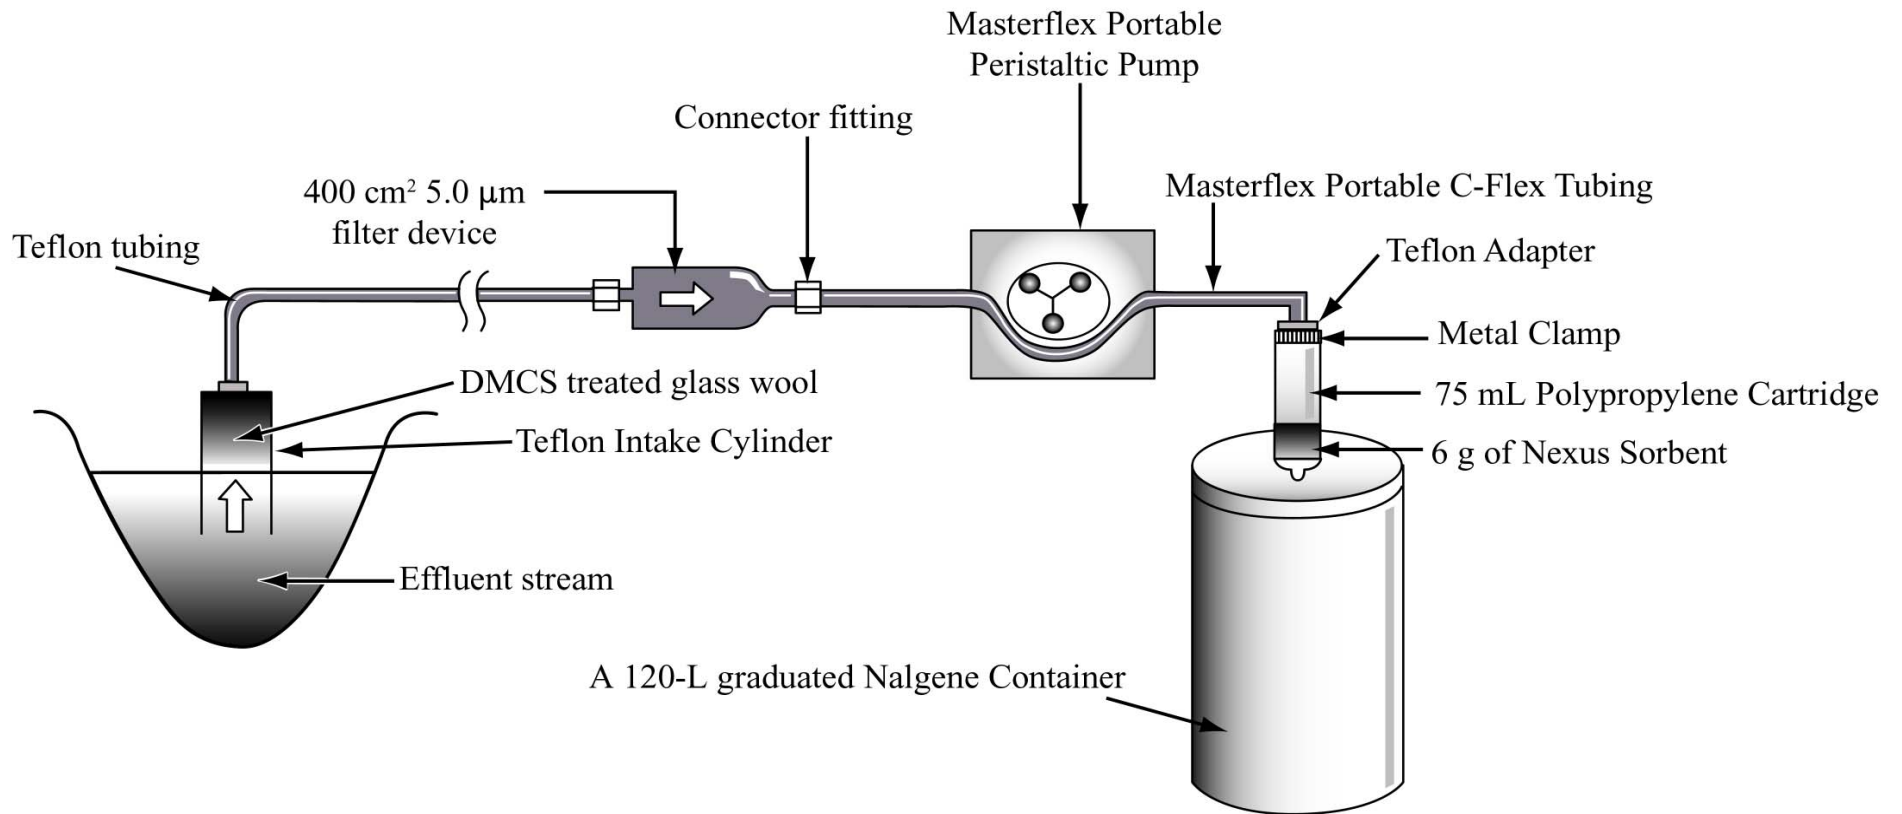 Masterflex Portable
Peristaltic Pump
Connector fitting
400 cm² 5.0 μm
filter device
Masterflex Portable C-Flex Tubing
Teflon tubing
Teflon Adapter
Metal Clamp
DMCS treated glass wool
75 mL Polypropylene Cartridge
Teflon Intake Cylinder
6 g of Nexus Sorbent
Effluent stream
A 120-L graduated Nalgene Container